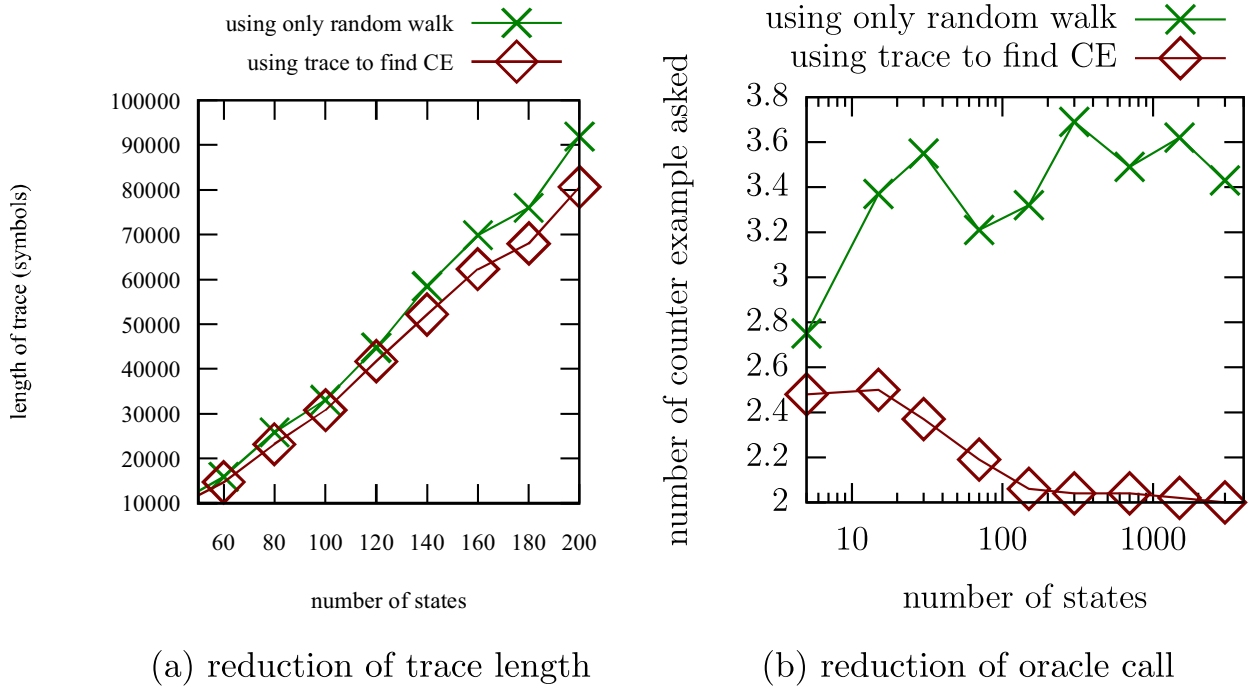 using only random walk
using trace to find CE
length of trace (symbols)
100000
90000
80000
70000
60000
50000
40000
30000
20000
10000
60 80 100 120 140 160 180 200
number of states
(a) reduction of trace length
using only random walk
using trace to find CE
number of counter example asked
3.8
3.6
3.4
3.2
3
2.8
2.6
2.4
2.2
2
10 100 1000
number of states
(b) reduction of oracle call